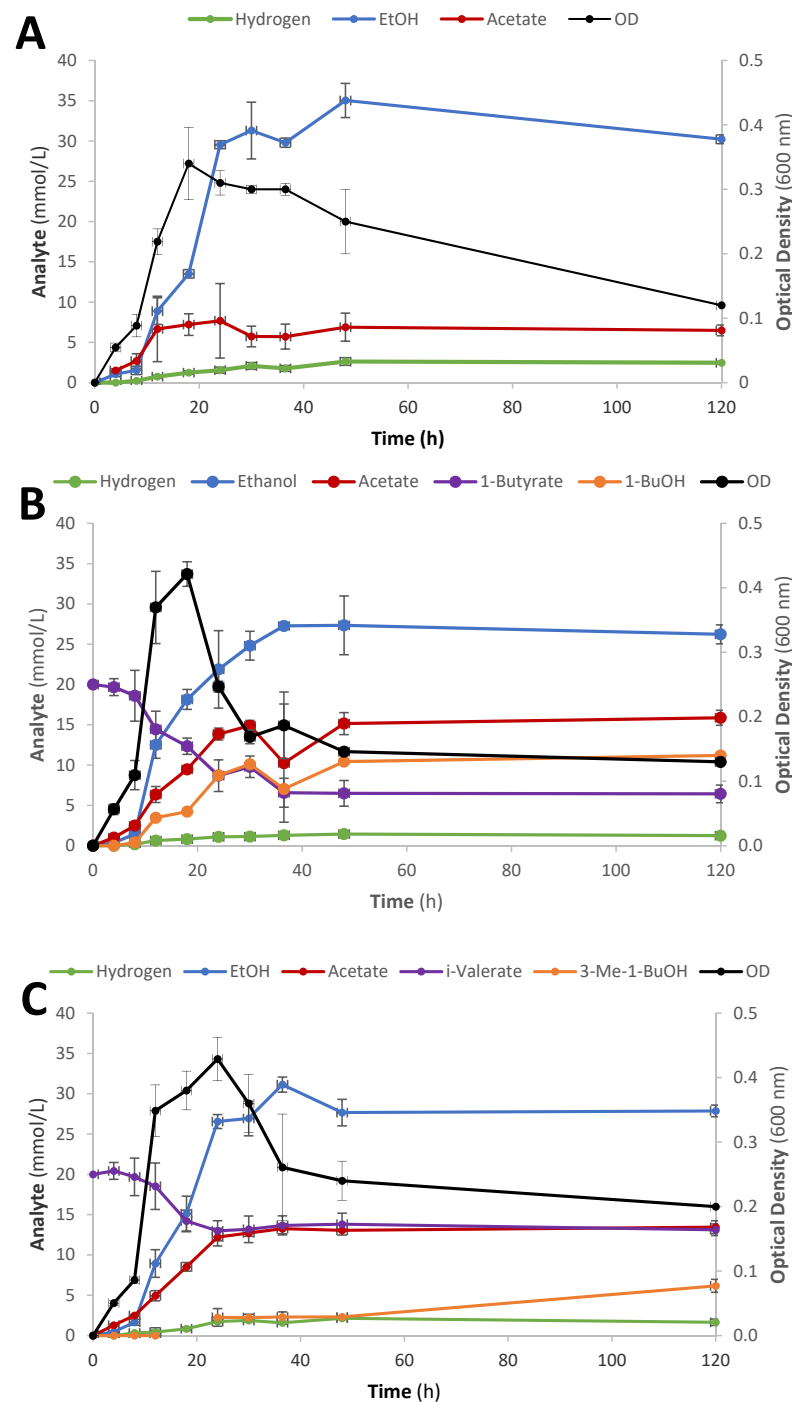 A
Hydrogen EtOH Acetate OD
40 0.5
35
30 0.4
25 0.3
20
15 0.2
10 0.1
5
0 0
0 20 40 60 80 100 120
Analyte (mmol/L)
Optical Density (600 nm)
Time (h)
B
Hydrogen Ethanol Acetate 1-Butyrate 1-BuOH OD
40 0.5
35
30 0.4
25 0.3
20
15 0.2
10 0.1
5
0 0.0
0 20 40 60 80 100 120
Analyte (mmol/L)
Optical Density (600 nm)
Time (h)
C
Hydrogen EtOH Acetate i-Valerate 3-Me-1-BuOH OD
40 0.5
35
30 0.4
25 0.3
20
15 0.2
10 0.1
5
0 0.0
0 20 40 60 80 100 120
Analyte (mmol/L)
Optical Density (600 nm)
Time (h)